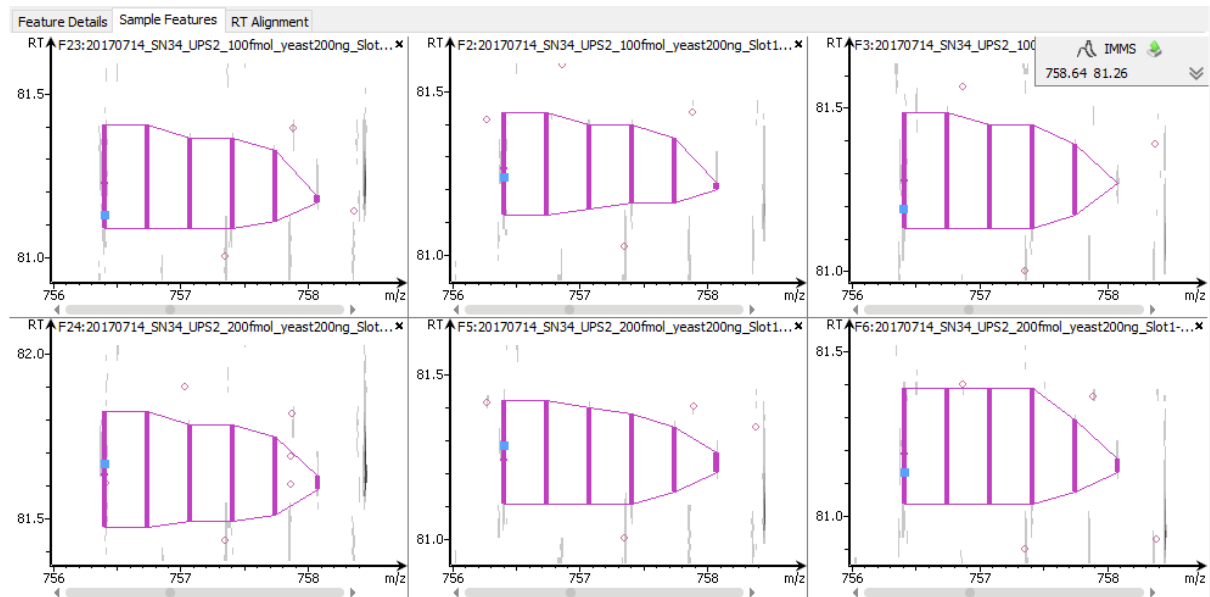 Feature Details Sample Features RT Alignment
RT F23:20170714_SN34_UPS2_100fmol_yeast200ng_Slot... ×
81.5
81.0
756 757 758 m/z
RT F2:20170714_SN34_UPS2_100fmol_yeast200ng_Slot1... ×
81.5
81.0
756 757 758 m/z
RT F3:20170714_SN34_UPS2_100
IMMS
758.64 81.26
81.5
81.0
756 757 758 m/z
RT F24:20170714_SN34_UPS2_200fmol_yeast200ng_Slot... ×
82.0
81.5
756 757 758 m/z
RT F5:20170714_SN34_UPS2_200fmol_yeast200ng_Slot1... ×
81.5
81.0
756 757 758 m/z
RT F6:20170714_SN34_UPS2_200fmol_yeast200ng_Slot1-... ×
81.5
81.0
756 757 758 m/z